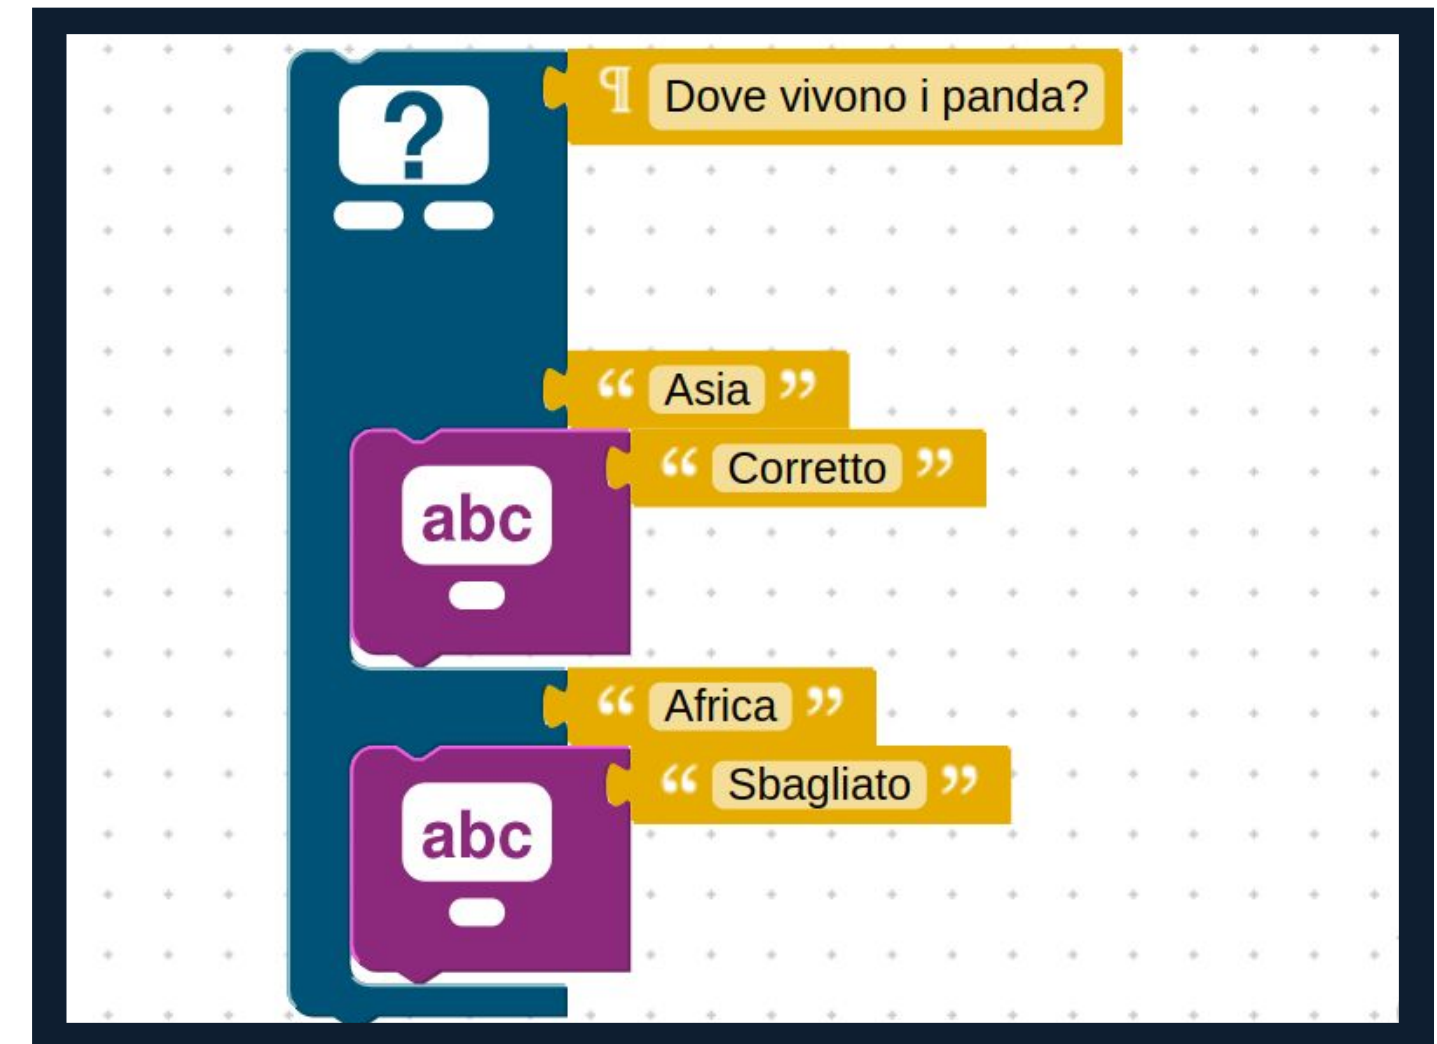 ¶ Dove vivono i panda?
?
“ Asia ”
“ Corretto ”
abc
“ Africa ”
“ Sbagliato ”
abc